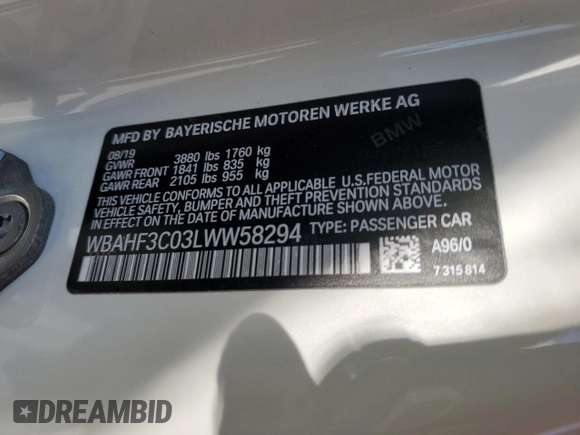 MFD BY BAYERISCHE MOTOREN WERKE AG
08/19
GVWR 3880 lbs 1760 kg
GAWR FRONT 1841 lbs 835 kg
GAWR REAR 2105 lbs 955 kg
BMW
THIS VEHICLE CONFORMS TO ALL APPLICABLE U.S.FEDERAL MOTOR
VEHICLE SAFETY, BUMPER, AND THEFT PREVENTION STANDARDS
IN EFFECT ON THE DATE OF MANUFACTURE SHOWN ABOVE.
WBAHF3C03LWW58294 TYPE: PASSENGER CAR
A96/0
7 315 814
DREAMBID